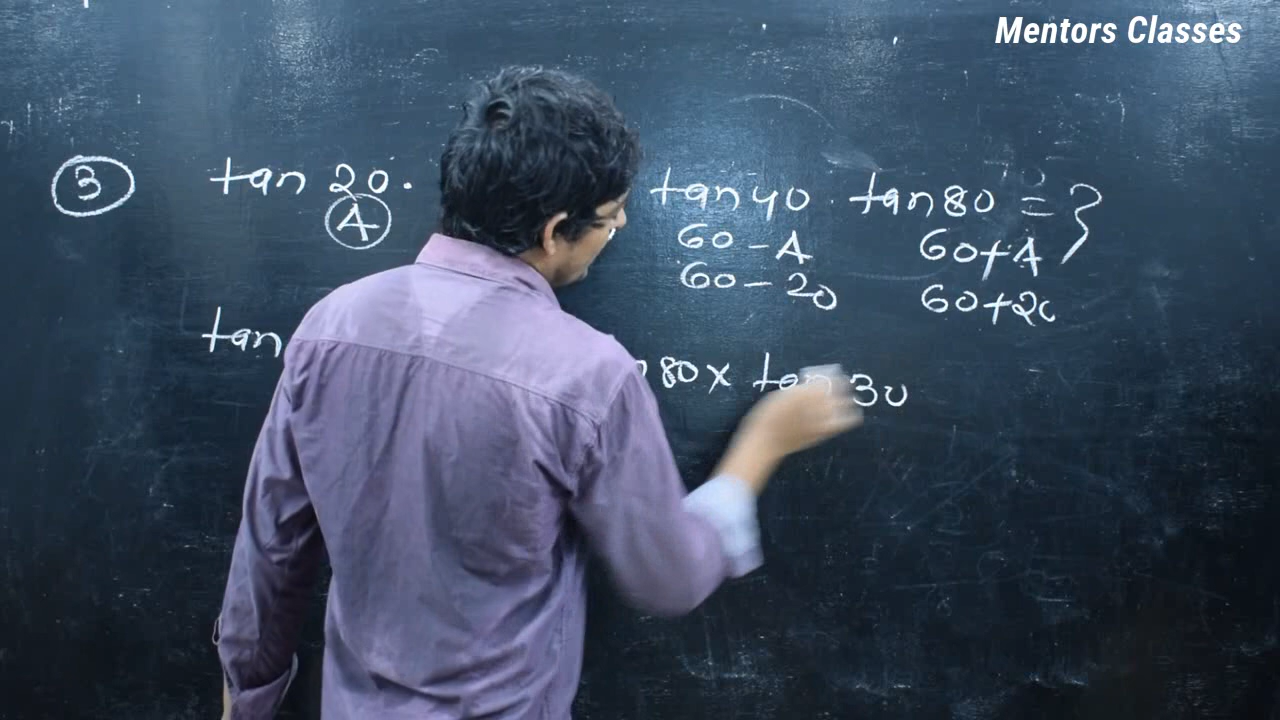 Mentors Classes
3 tan 20. tan 40 . tan 80 = }
A 60 - A 60 + A
60 - 20 60 + 20
tan 80 x tan 30